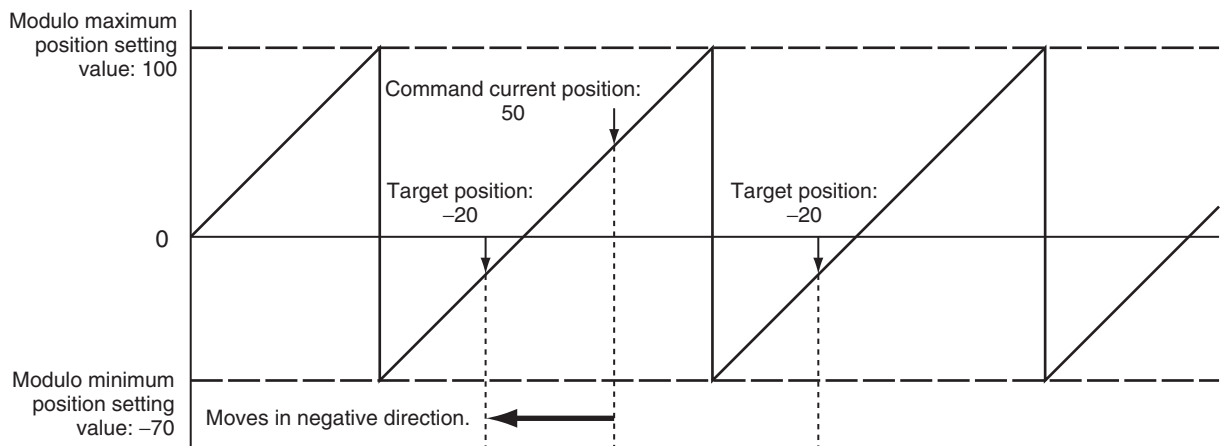 Modulo maximum
position setting
value: 100
Command current position:
50
Target position:
−20
Target position:
−20
0
Modulo minimum
position setting
value: −70
Moves in negative direction.